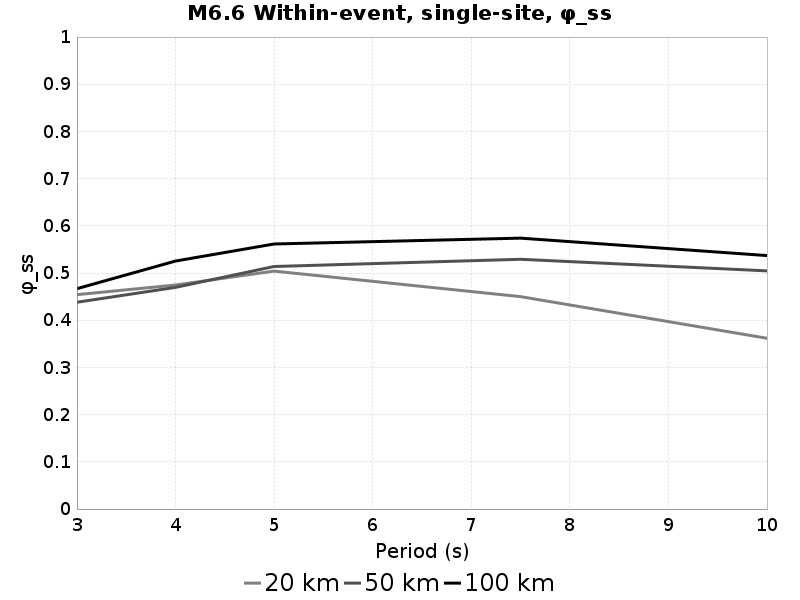 M6.6 Within-event, single-site, φ_ss
1
0.9
0.8
0.7
0.6
0.5
0.4
0.3
0.2
0.1
0
φ_ss
3 4 5 6 7 8 9 10
Period (s)
20 km 50 km 100 km